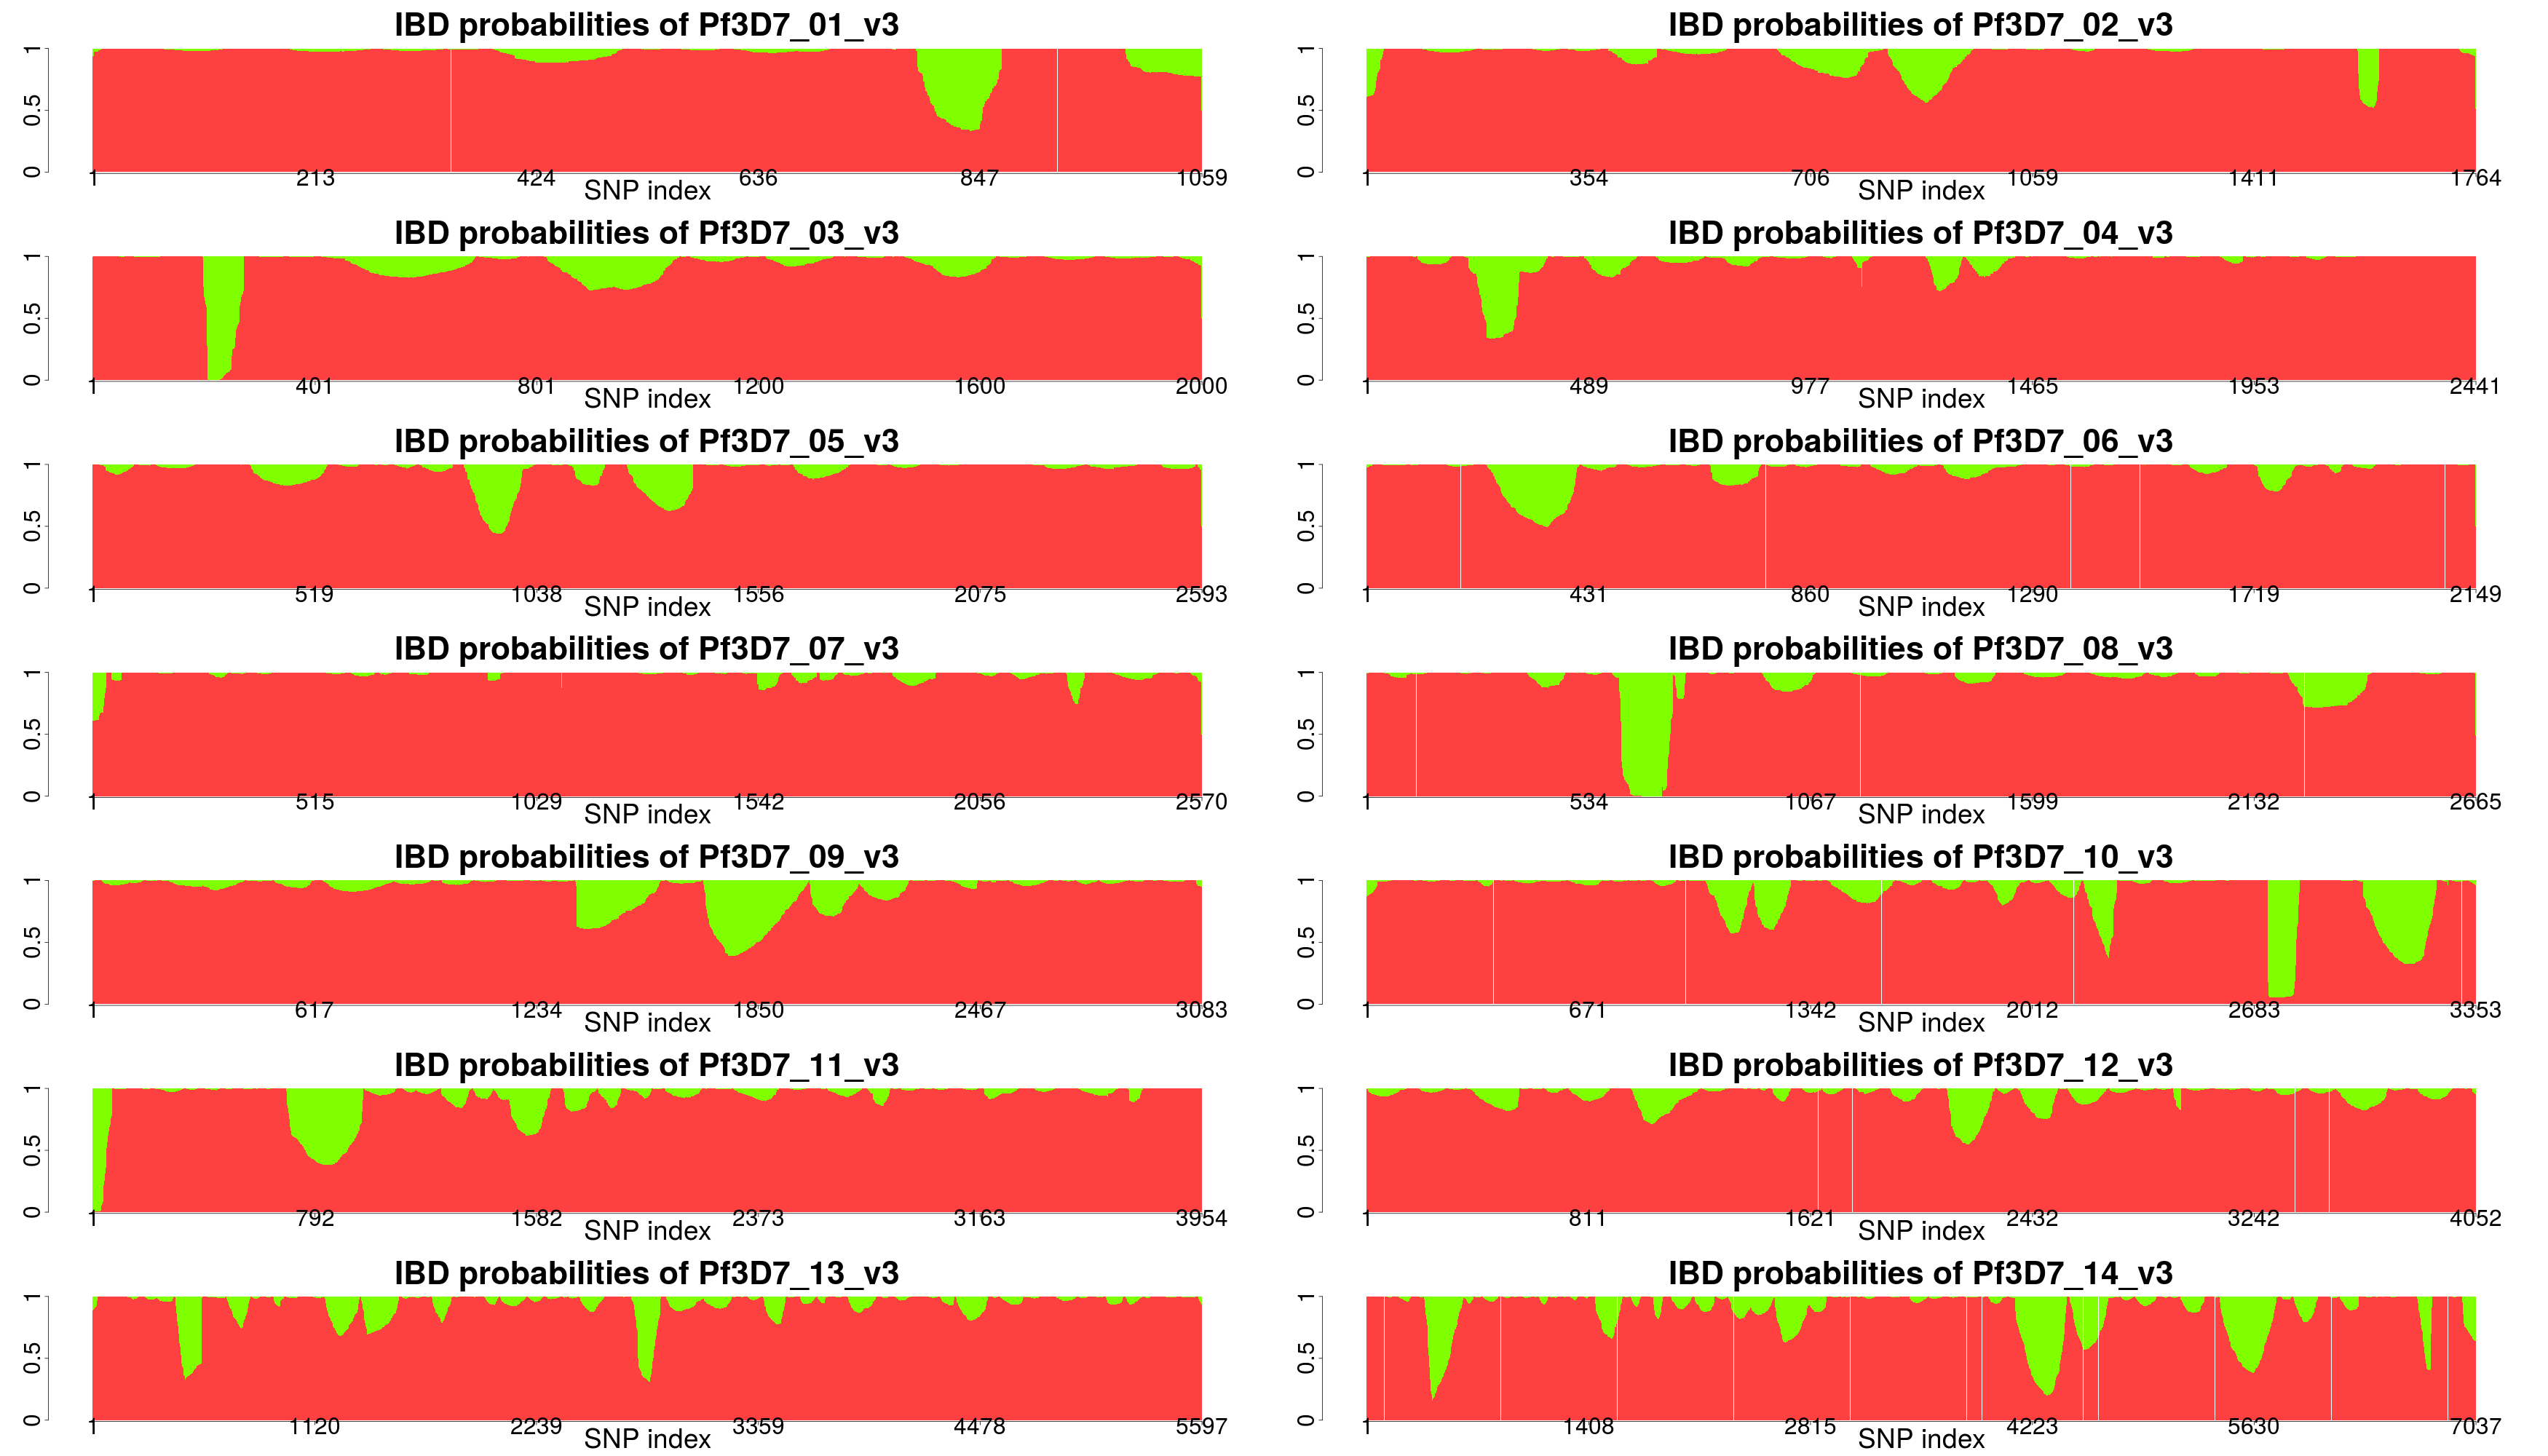 IBD probabilities of Pf3D7_01_v3
0 0.5 1
1 213 424 636 847 1059
SNP index
IBD probabilities of Pf3D7_02_v3
0 0.5 1
1 354 706 1059 1411 1764
SNP index
IBD probabilities of Pf3D7_03_v3
0 0.5 1
1 401 801 1200 1600 2000
SNP index
IBD probabilities of Pf3D7_04_v3
0 0.5 1
1 489 977 1465 1953 2441
SNP index
IBD probabilities of Pf3D7_05_v3
0 0.5 1
1 519 1038 1556 2075 2593
SNP index
IBD probabilities of Pf3D7_06_v3
0 0.5 1
1 431 860 1290 1719 2149
SNP index
IBD probabilities of Pf3D7_07_v3
0 0.5 1
1 515 1029 1542 2056 2570
SNP index
IBD probabilities of Pf3D7_08_v3
0 0.5 1
1 534 1067 1599 2132 2665
SNP index
IBD probabilities of Pf3D7_09_v3
0 0.5 1
1 617 1234 1850 2467 3083
SNP index
IBD probabilities of Pf3D7_10_v3
0 0.5 1
1 671 1342 2012 2683 3353
SNP index
IBD probabilities of Pf3D7_11_v3
0 0.5 1
1 792 1582 2373 3163 3954
SNP index
IBD probabilities of Pf3D7_12_v3
0 0.5 1
1 811 1621 2432 3242 4052
SNP index
IBD probabilities of Pf3D7_13_v3
0 0.5 1
1 1120 2239 3359 4478 5597
SNP index
IBD probabilities of Pf3D7_14_v3
0 0.5 1
1 1408 2815 4223 5630 7037
SNP index